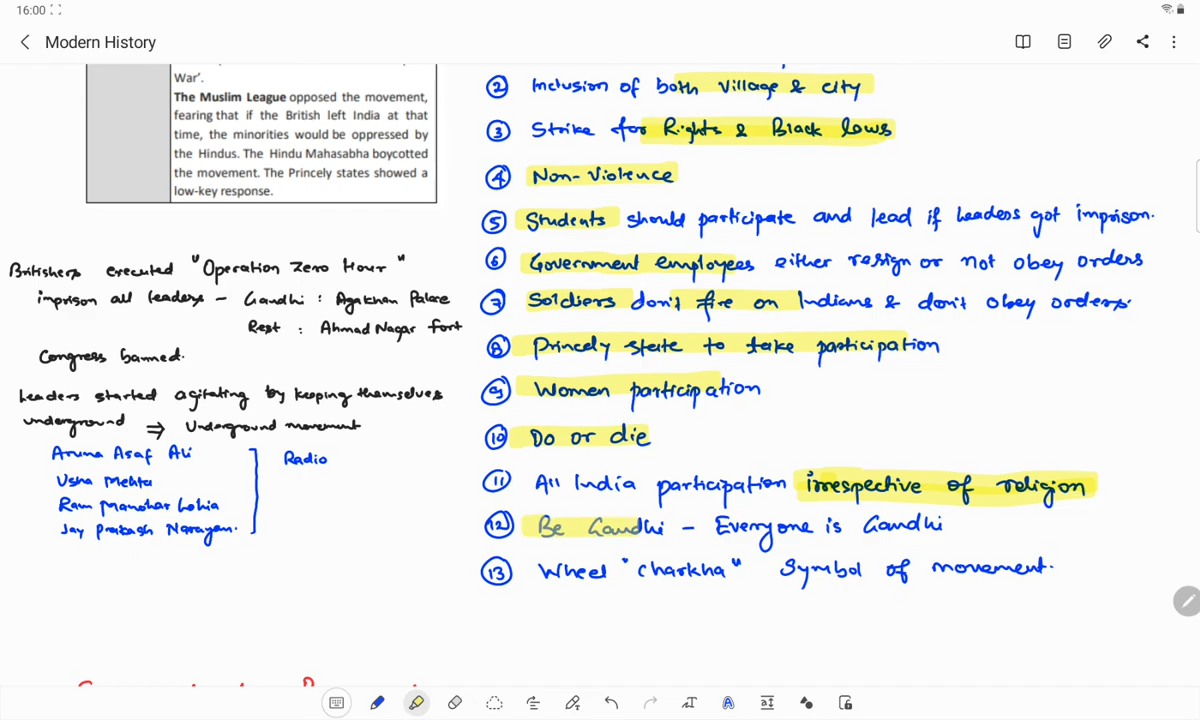 16:00
Modern History
War'.
The Muslim League opposed the movement,
fearing that if the British left India at that
time, the minorities would be oppressed by
the Hindus. The Hindu Mahasabha boycotted
the movement. The Princely states showed a
low-key response.
Britishers executed "Operation Zero Hour"
imprison all leaders - Gandhi : Agakhan Palace
Rest : Ahmad Nagar fort
Congress banned.
Leaders started agitating by keeping themselves
underground ⇒ Underground movement
Aruna Asaf Ali
Usha Mehta
Ram Manohar Lohia
Jay Prakash Narayan.
Radio
② Inclusion of both Village & city
③ Strike for Rights & Black laws
④ Non-Violence
⑤ Students should participate and lead if leaders got imprison.
⑥ Government employees either resign or not obey orders
⑦ Soldiers don't fire on Indians & don't obey orders.
⑧ Princely state to take participation
⑨ Women participation
⑩ Do or die
⑪ All India participation irrespective of religion
⑫ Be Gandhi - Everyone is Gandhi
⑬ Wheel "Charkha" Symbol of movement.